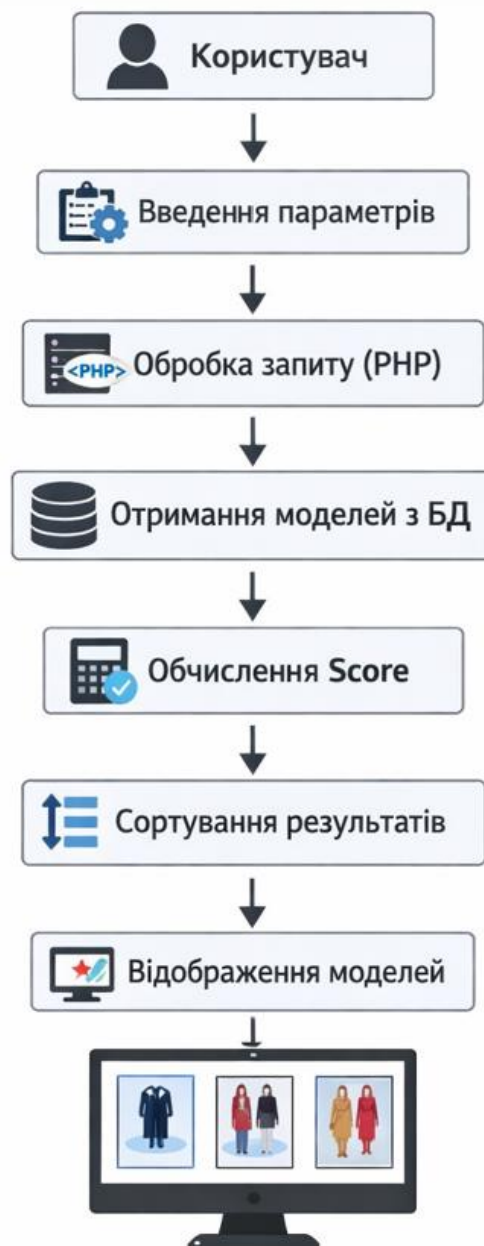 Користувач
Введення параметрів
<PHP> Обробка запиту (PHP)
Отримання моделей з БД
Обчислення Score
Сортування результатів
Відображення моделей